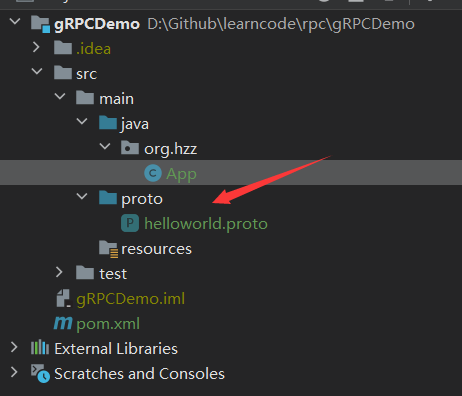 gRPCDemo D:\Github\learncode\rpc\gRPCDemo
.idea
src
main
java
org.hzz
App
proto
helloworld.proto
resources
test
gRPCDemo.iml
pom.xml
External Libraries
Scratches and Consoles